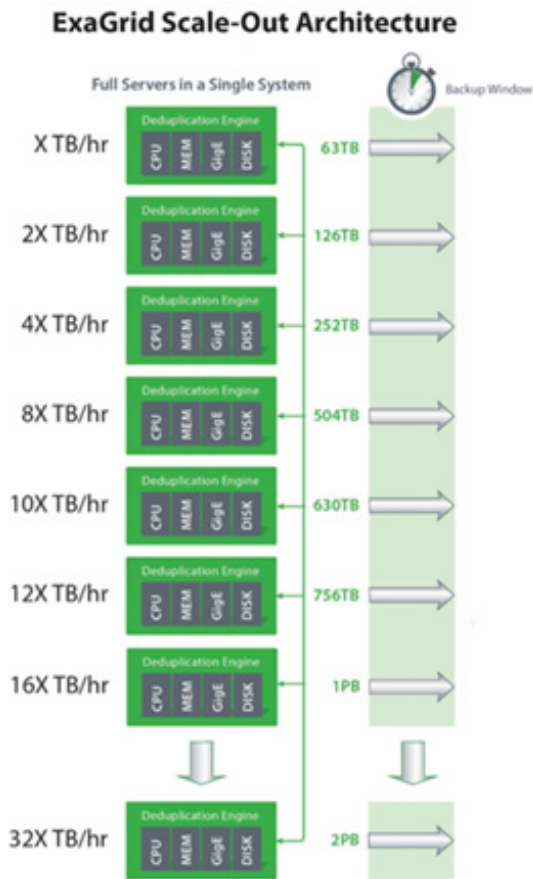 ExaGrid Scale-Out Architecture
Full Servers in a Single System
Backup Window
X TB/hr
Deduplication Engine
CPU
MEM
GigE
DISK
63TB
2X TB/hr
Deduplication Engine
CPU
MEM
GigE
DISK
126TB
4X TB/hr
Deduplication Engine
CPU
MEM
GigE
DISK
252TB
8X TB/hr
Deduplication Engine
CPU
MEM
GigE
DISK
504TB
10X TB/hr
Deduplication Engine
CPU
MEM
GigE
DISK
630TB
12X TB/hr
Deduplication Engine
CPU
MEM
GigE
DISK
756TB
16X TB/hr
Deduplication Engine
CPU
MEM
GigE
DISK
1PB
32X TB/hr
Deduplication Engine
CPU
MEM
GigE
DISK
2PB